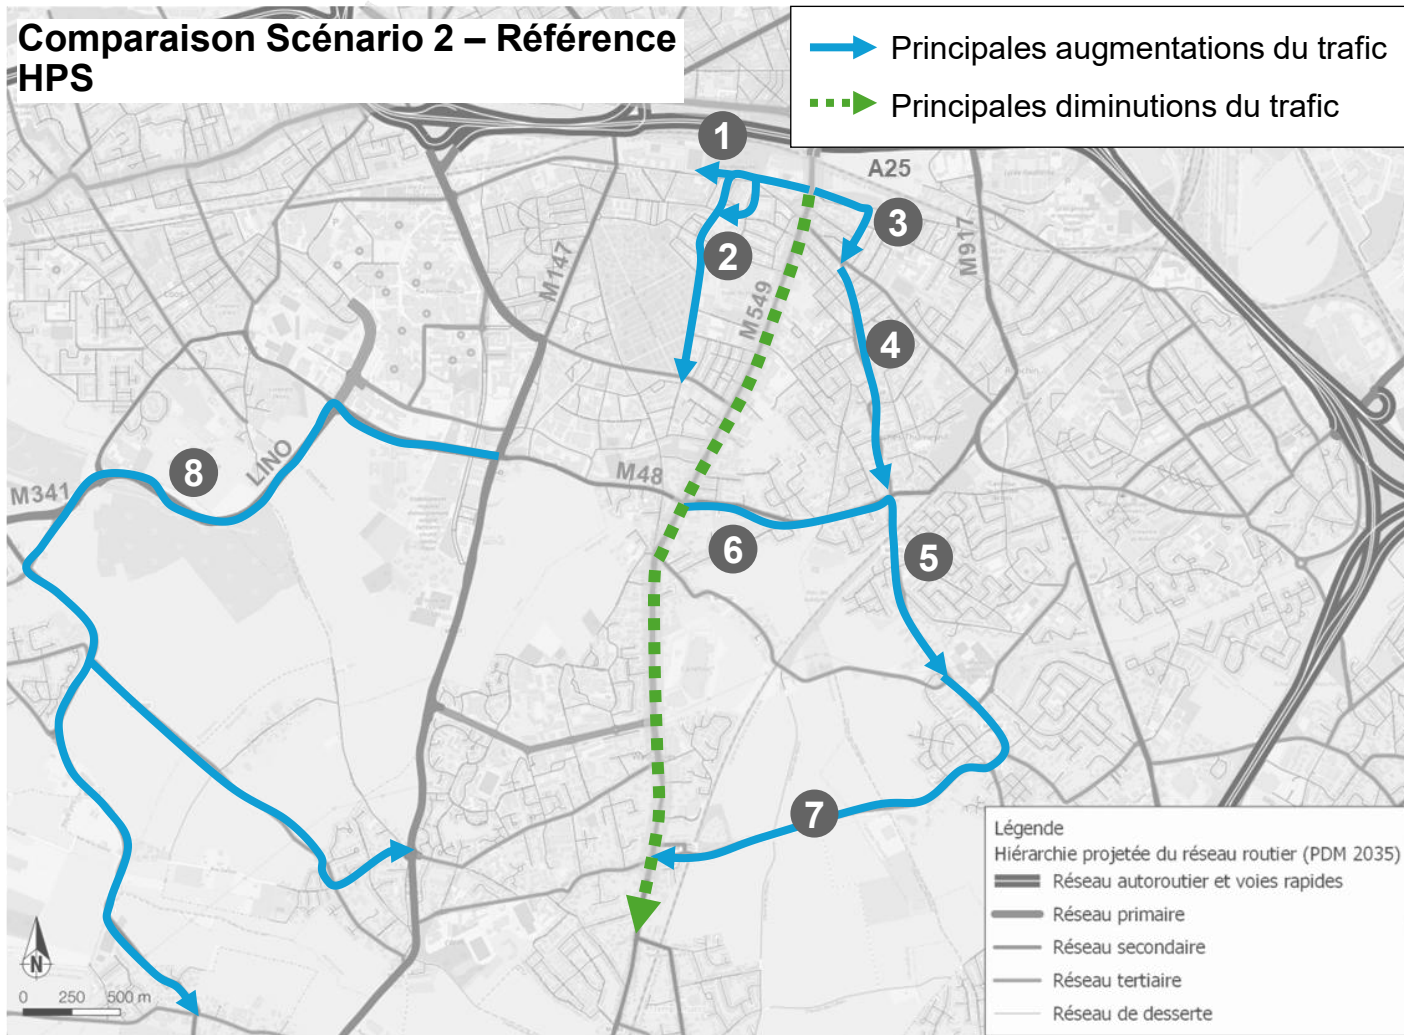 Comparaison Scénario 2 – Référence
HPS
Principales augmentations du trafic
Principales diminutions du trafic
1
A25
3
M917
2
M147
M549
4
8
LINO
M48
M341
6
5
7
Légende
Hiérarchie projetée du réseau routier (PDM 2035)
Réseau autoroutier et voies rapides
Réseau primaire
Réseau secondaire
Réseau tertiaire
Réseau de desserte
N
0 250 500 m